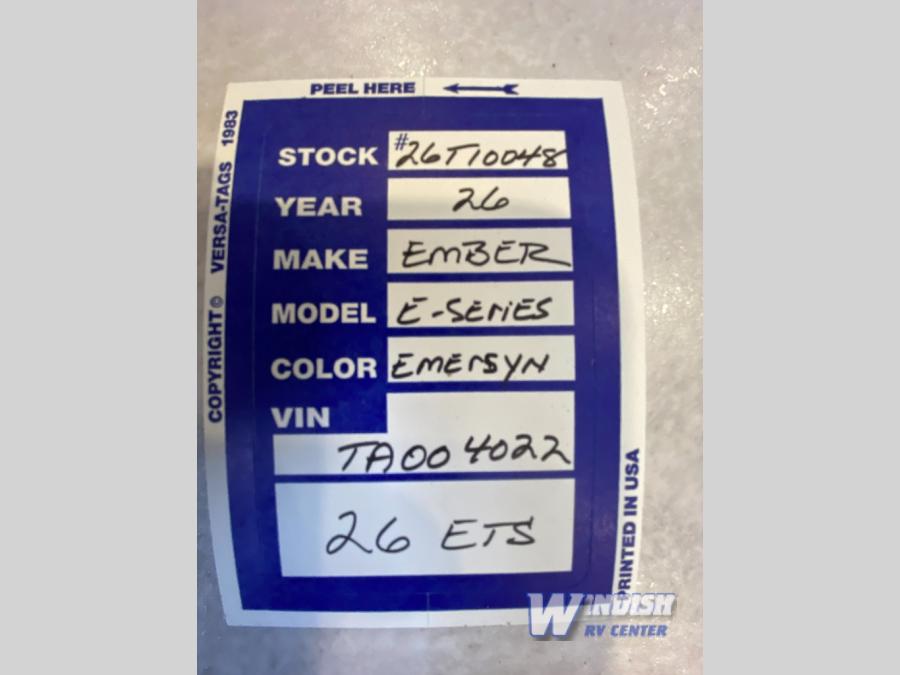 PEEL HERE
COPYRIGHT © VERSA-TAGS 1983
STOCK #26T10048
YEAR 26
MAKE EMBER
MODEL E-SERIES
COLOR EMERSYN
VIN
TA004022
26 ETS
PRINTED IN USA
WINDISH
RV CENTER